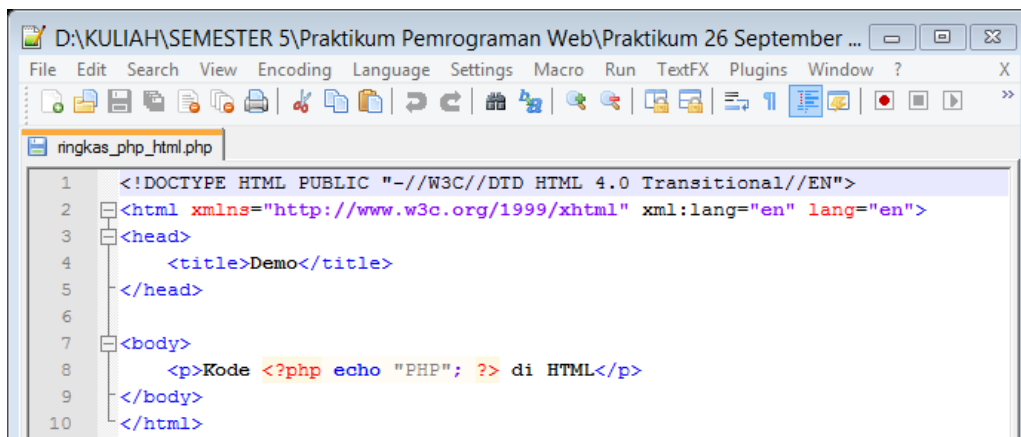 D:\KULIAH\SEMESTER 5\Praktikum Pemrograman Web\Praktikum 26 September ...
File Edit Search View Encoding Language Settings Macro Run TextFX Plugins Window ? X
ringkas_php_html.php
1 <!DOCTYPE HTML PUBLIC "-//W3C//DTD HTML 4.0 Transitional//EN">
2 <html xmlns="http://www.w3c.org/1999/xhtml" xml:lang="en" lang="en">
3 <head>
4 <title>Demo</title>
5 </head>
6
7 <body>
8 <p>Kode <?php echo "PHP"; ?> di HTML</p>
9 </body>
10 </html>